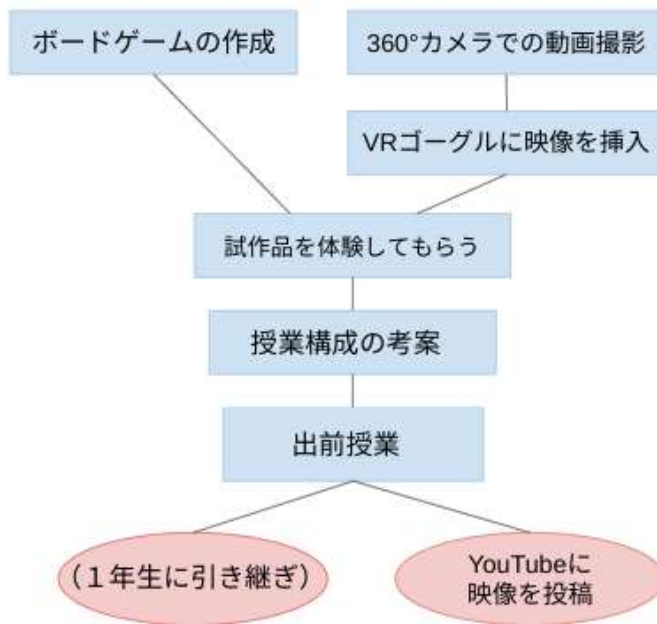 ボードゲームの作成
360°カメラでの動画撮影
VRゴーグルに映像を挿入
試作品を体験してもらう
授業構成の考案
出前授業
（１年生に引き継ぎ）
YouTubeに
映像を投稿